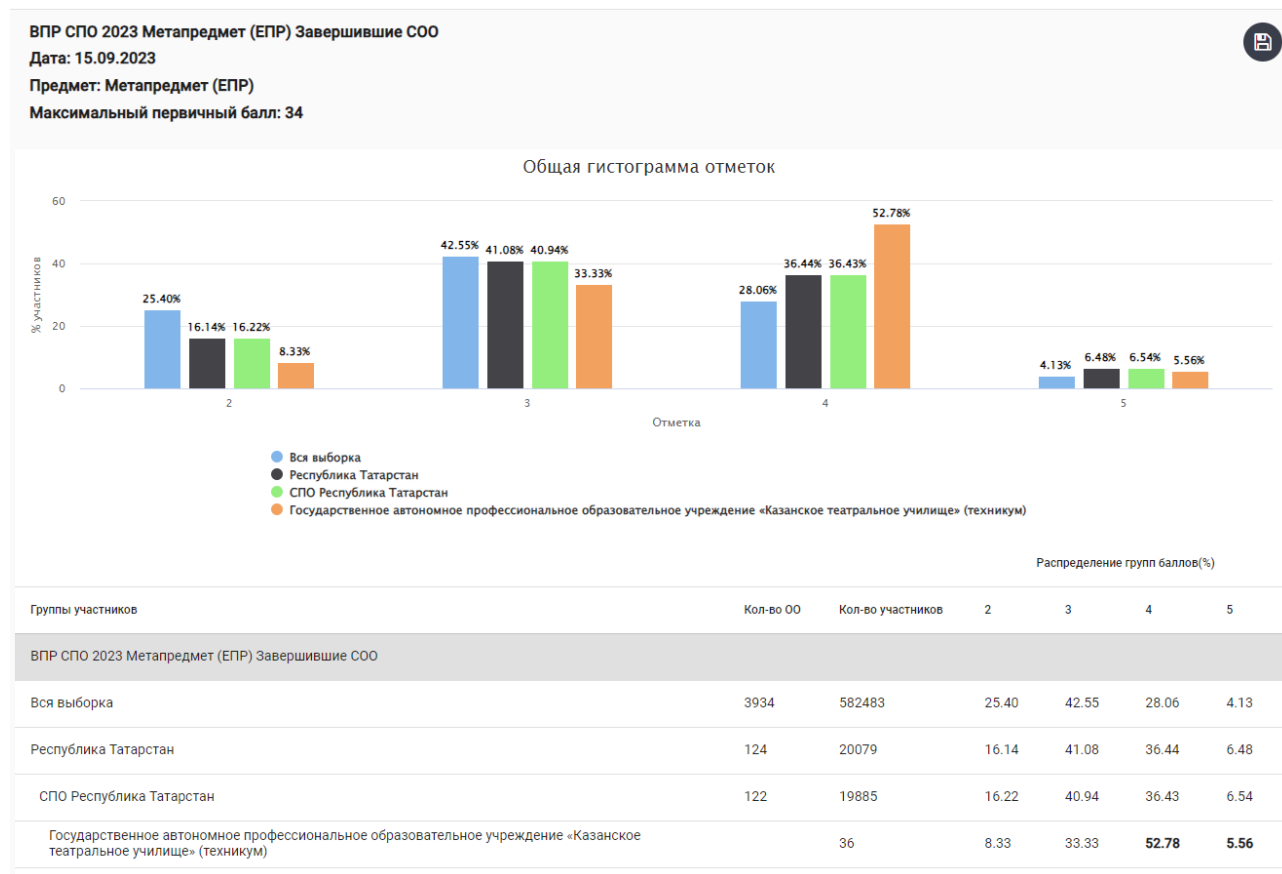 ВПР СПО 2023 Метапредмет (ЕПР) Завершившие СОО
Дата: 15.09.2023
Предмет: Метапредмет (ЕПР)
Максимальный первичный балл: 34
Общая гистограмма отметок
% участников
60
40
20
0
25.40%
16.14%
16.22%
8.33%
42.55%
41.08%
40.94%
33.33%
28.06%
36.44%
36.43%
52.78%
4.13%
6.48%
6.54%
5.56%
2
3
4
5
Отметка
Вся выборка
Республика Татарстан
СПО Республика Татарстан
Государственное автономное профессиональное образовательное учреждение «Казанское театральное училище» (техникум)
Распределение групп баллов(%)
Группы участников Кол-во ОО Кол-во участников 2 3 4 5
ВПР СПО 2023 Метапредмет (ЕПР) Завершившие СОО
Вся выборка 3934 582483 25.40 42.55 28.06 4.13
Республика Татарстан 124 20079 16.14 41.08 36.44 6.48
СПО Республика Татарстан 122 19885 16.22 40.94 36.43 6.54
Государственное автономное профессиональное образовательное учреждение «Казанское
театральное училище» (техникум) 36 8.33 33.33 52.78 5.56